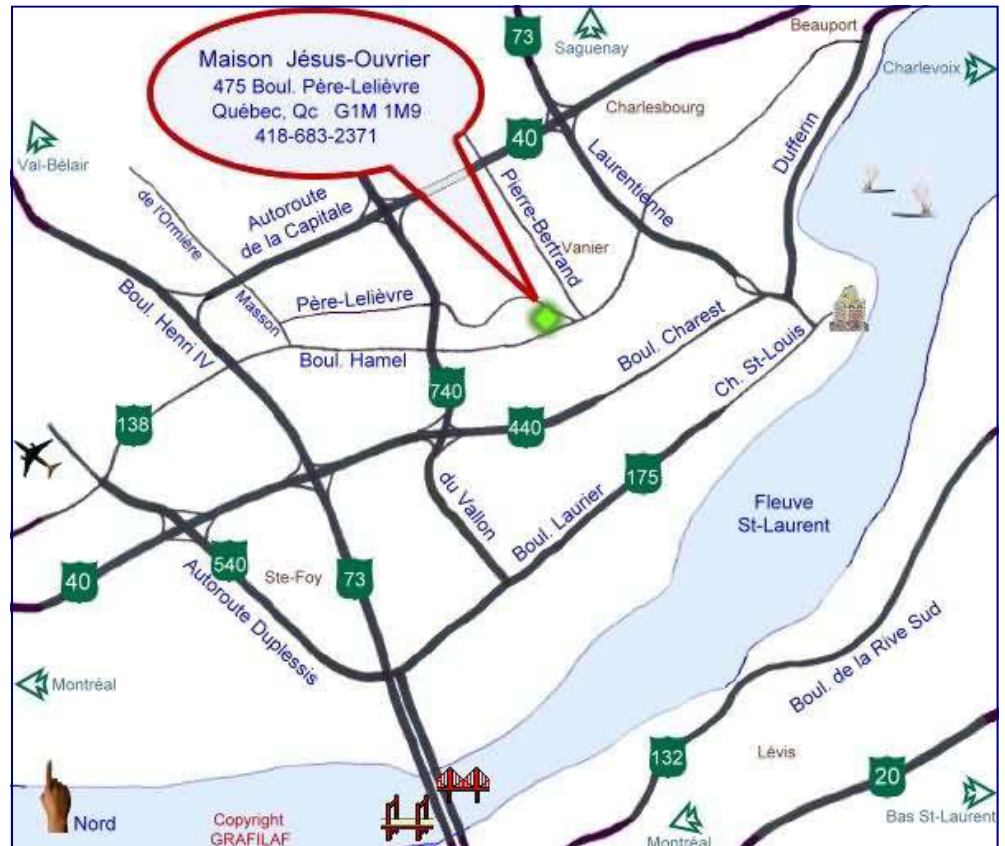 Maison Jésus-Ouvrier
475 Boul. Père-Lelièvre
Québec, Qc G1M 1M9
418-683-2371
73
Saguenay
Beauport
Charlevoix
Charlesbourg
40
Val-Bélair
de l'Ormière
Autoroute
de la Capitale
Laurentienne
Dufferin
Pierre-Bertrand
Vanier
Masson
Père-Lelièvre
Boul. Henri IV
Boul. Hamel
Boul. Charest
Ch. St-Louis
740
138
440
175
du Vallon
Boul. Laurier
Fleuve
St-Laurent
540
40
Ste-Foy
73
Autoroute Duplessis
Montréal
Boul. de la Rive Sud
132
Lévis
20
Nord
Copyright
GRAFILAF
Montréal
Bas St-Laurent